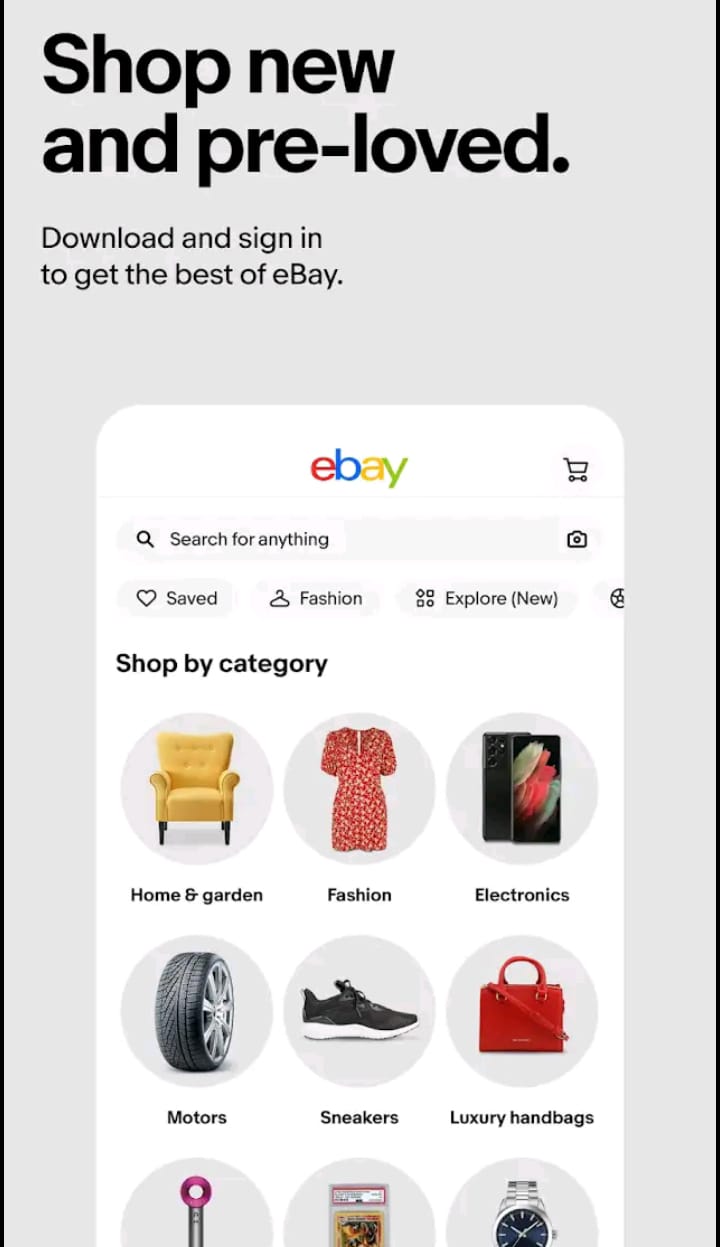 Shop new
and pre-loved.
Download and sign in
to get the best of eBay.
ebay
Search for anything
Saved
Fashion
Explore (New)
Shop by category
Home & garden
Fashion
Electronics
Motors
Sneakers
Luxury handbags